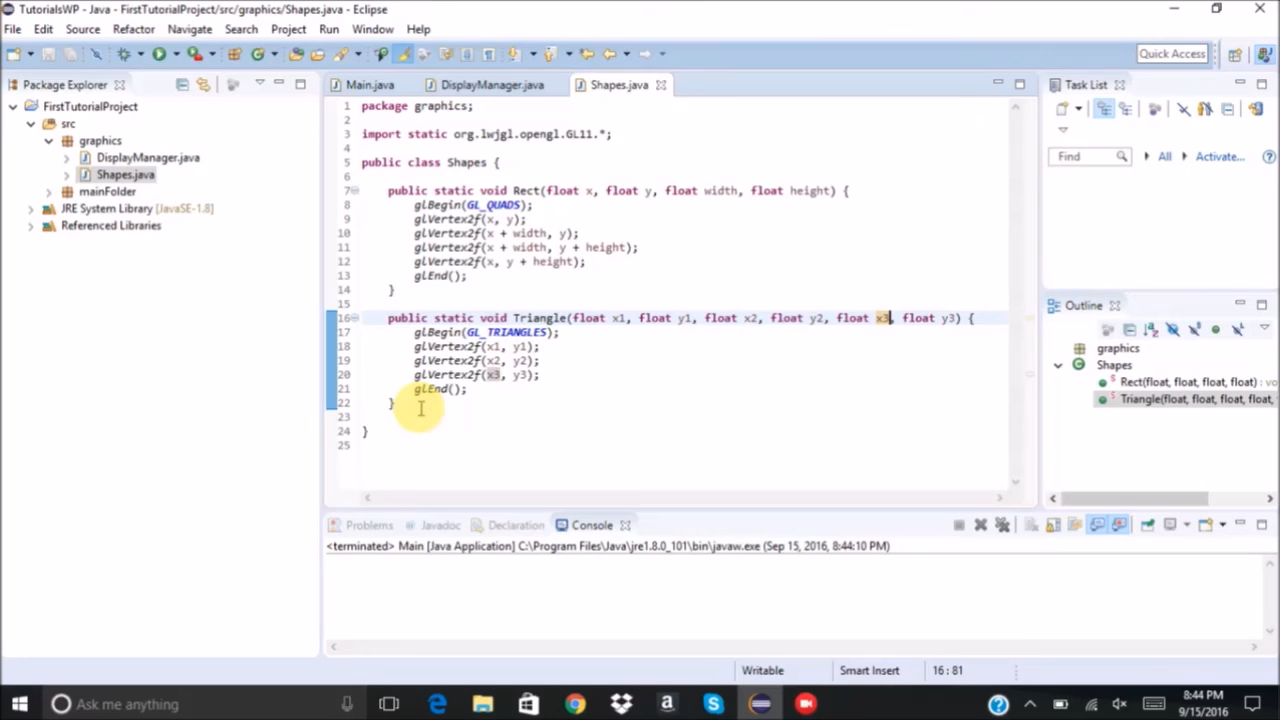 TutorialsWP - Java - FirstTutorialProject/src/graphics/Shapes.java - Eclipse
File Edit Source Refactor Navigate Search Project Run Window Help
Quick Access
Package Explorer
FirstTutorialProject
src
graphics
DisplayManager.java
Shapes.java
mainFolder
JRE System Library [JavaSE-1.8]
Referenced Libraries
Main.java DisplayManager.java Shapes.java
1 package graphics;
2
3 import static org.lwjgl.opengl.GL11.*;
4
5 public class Shapes {
6
7 public static void Rect(float x, float y, float width, float height) {
8 glBegin(GL_QUADS);
9 glVertex2f(x, y);
10 glVertex2f(x + width, y);
11 glVertex2f(x + width, y + height);
12 glVertex2f(x, y + height);
13 glEnd();
14 }
15
16 public static void Triangle(float x1, float y1, float x2, float y2, float x3, float y3) {
17 glBegin(GL_TRIANGLES);
18 glVertex2f(x1, y1);
19 glVertex2f(x2, y2);
20 glVertex2f(x3, y3);
21 glEnd();
22 }
23
24 }
25
Task List
Find All Activate...
Outline
graphics
Shapes
Rect(float, float, float, float) : vo
Triangle(float, float, float, float,
Problems Javadoc Declaration Console
<terminated> Main [Java Application] C:\Program Files\Java\jre1.8.0_101\bin\javaw.exe (Sep 15, 2016, 8:44:10 PM)
Writable Smart Insert 16 : 81
Ask me anything
8:44 PM
9/15/2016